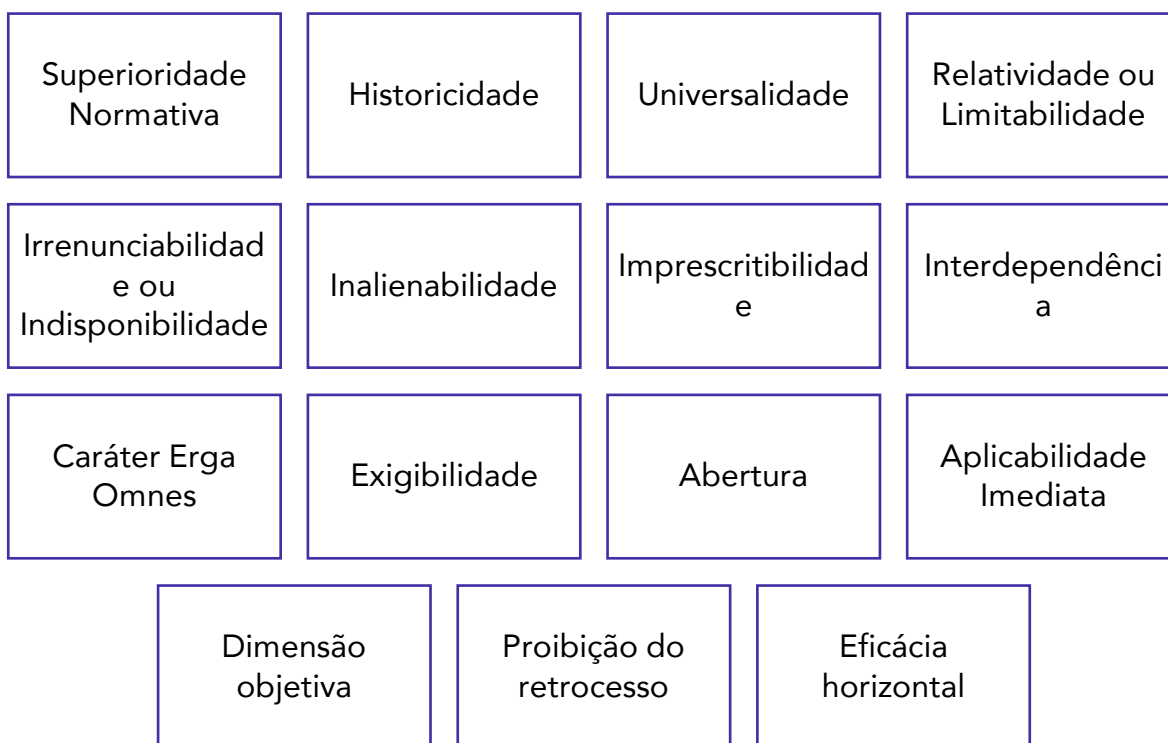 Superioridade
Normativa
Historicidade
Universalidade
Relatividade ou
Limitabilidade
Irrenunciabilidad
e ou
Indisponibilidade
Inalienabilidade
Imprescritibilidad
e
Interdependênci
a
Caráter Erga
Omnes
Exigibilidade
Abertura
Aplicabilidade
Imediata
Dimensão
objetiva
Proibição do
retrocesso
Eficácia
horizontal